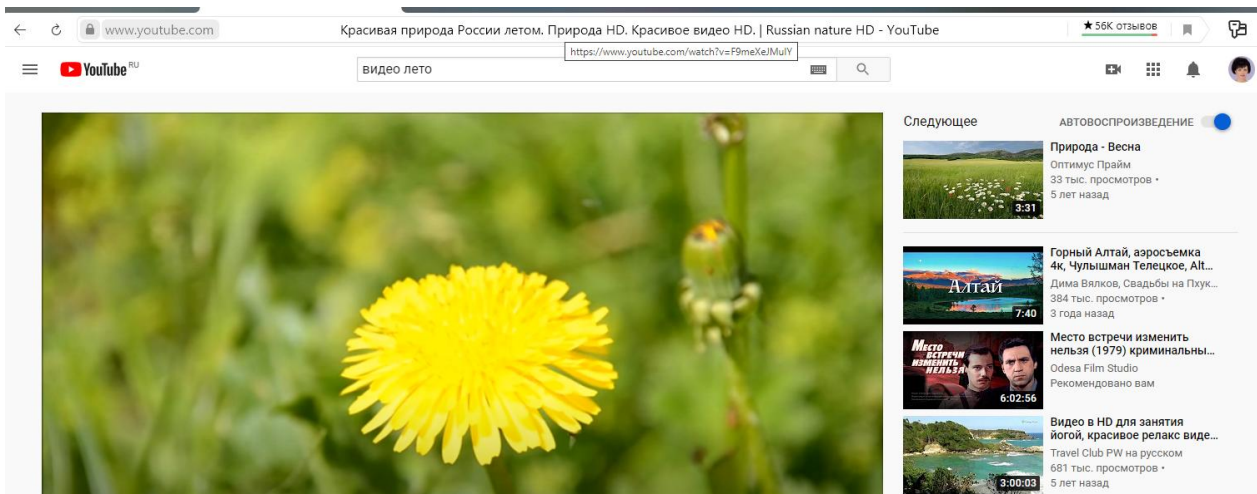 www.youtube.com
Красивая природа России летом. Природа HD. Красивое видео HD. | Russian nature HD - YouTube
★ 56K отзывов
https://www.youtube.com/watch?v=F9meXeJMulY
YouTube RU
видео лето
Следующее
АВТОВОСПРОИЗВЕДЕНИЕ
Природа - Весна
Оптимус Прайм
33 тыс. просмотров •
5 лет назад
3:31
Горный Алтай, аэросъемка
4к, Чулышман Телецкое, Alt...
Дима Вялков, Свадьбы на Пхук...
384 тыс. просмотров •
3 года назад
Алтай
7:40
Место встречи изменить
нельзя (1979) криминальны...
Odesa Film Studio
Рекомендовано вам
Место
встречи
изменить
нельзя
6:02:56
Видео в HD для занятия
йогой, красивое релакс виде...
Travel Club PW на русском
681 тыс. просмотров •
5 лет назад
3:00:03